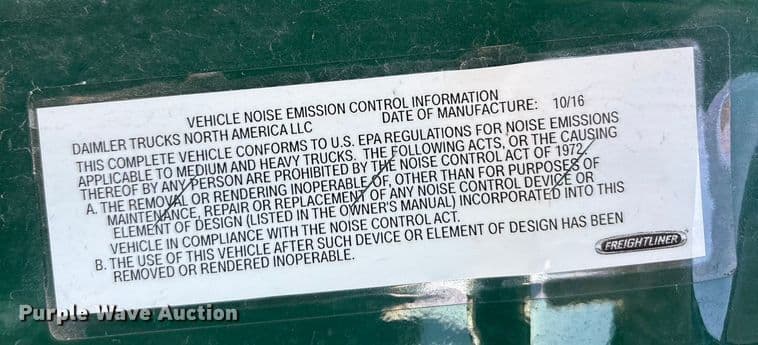 VEHICLE NOISE EMISSION CONTROL INFORMATION
DAIMLER TRUCKS NORTH AMERICA LLC DATE OF MANUFACTURE: 10/16
THIS COMPLETE VEHICLE CONFORMS TO U.S. EPA REGULATIONS FOR NOISE EMISSIONS
APPLICABLE TO MEDIUM AND HEAVY TRUCKS. THE FOLLOWING ACTS, OR THE CAUSING
THEREOF BY ANY PERSON ARE PROHIBITED BY THE NOISE CONTROL ACT OF 1972.
A. THE REMOVAL OR RENDERING INOPERABLE OF, OTHER THAN FOR PURPOSES OF
MAINTENANCE, REPAIR OR REPLACEMENT OF ANY NOISE CONTROL DEVICE OR
ELEMENT OF DESIGN (LISTED IN THE OWNER'S MANUAL) INCORPORATED INTO THIS
VEHICLE IN COMPLIANCE WITH THE NOISE CONTROL ACT.
B. THE USE OF THIS VEHICLE AFTER SUCH DEVICE OR ELEMENT OF DESIGN HAS BEEN
REMOVED OR RENDERED INOPERABLE.
FREIGHTLINER
Purple Wave Auction